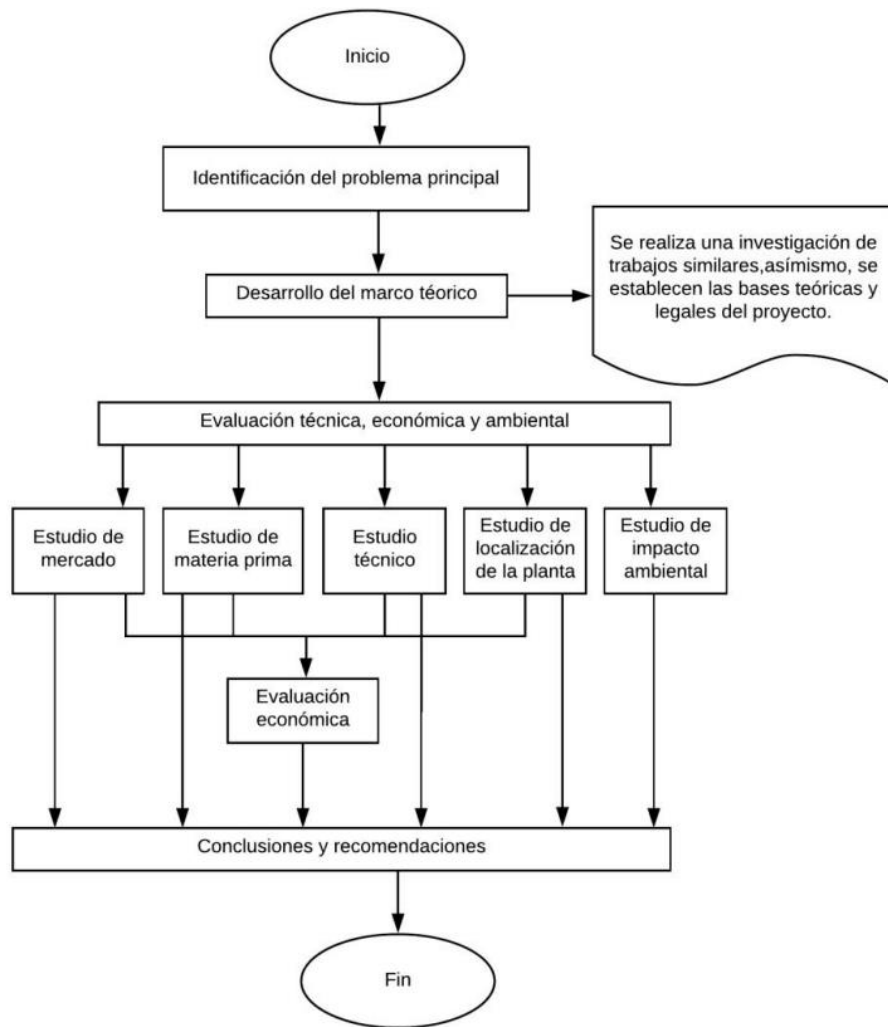 Inicio
Identificación del problema principal
Se realiza una investigación de
trabajos similares,asímismo, se
establecen las bases teóricas y
legales del proyecto.
Desarrollo del marco téorico
Evaluación técnica, económica y ambiental
Estudio de
mercado
Estudio de
materia prima
Estudio
técnico
Estudio de
localización
de la planta
Estudio de
impacto
ambiental
Evaluación
económica
Conclusiones y recomendaciones
Fin